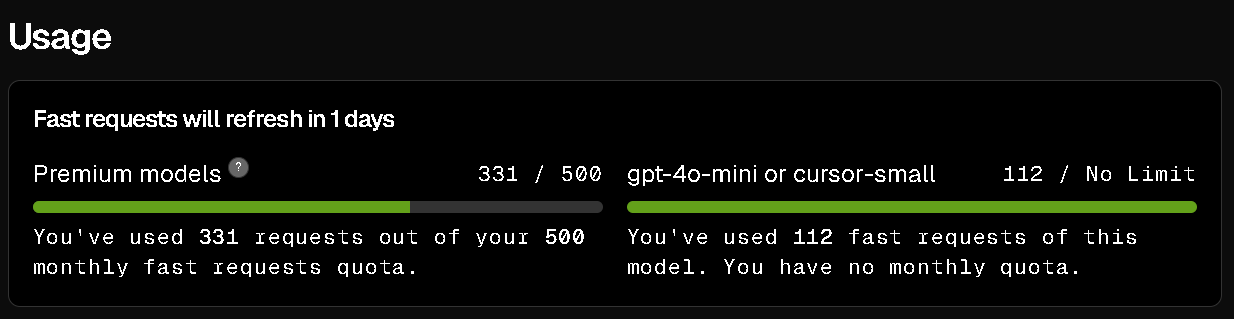 Usage
Fast requests will refresh in 1 days
Premium models ? 331 / 500
You've used 331 requests out of your 500
monthly fast requests quota.
gpt-4o-mini or cursor-small 112 / No Limit
You've used 112 fast requests of this
model. You have no monthly quota.